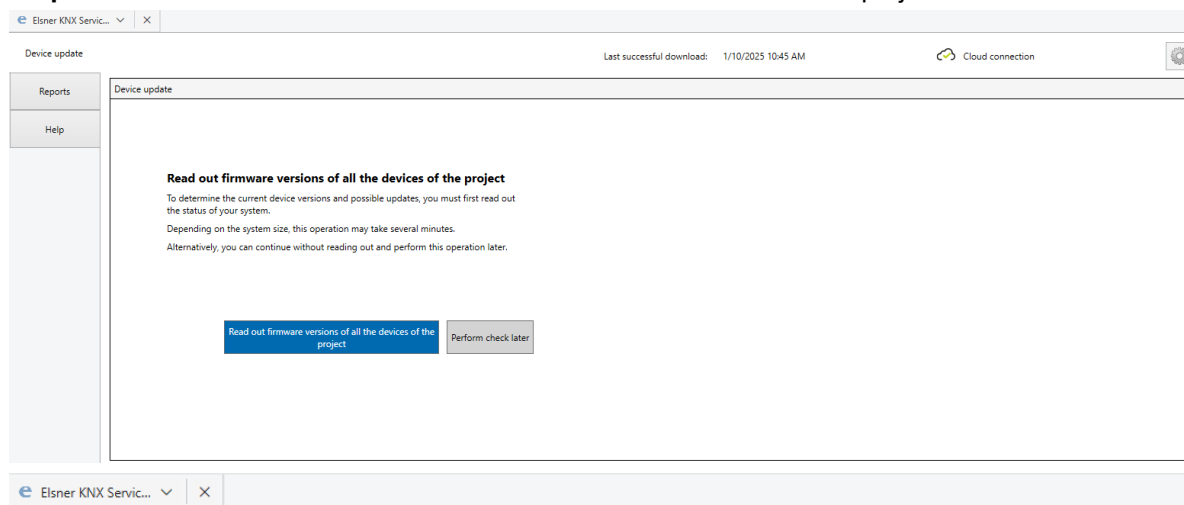 Elsner KNX Servic...
Device update
Last successful download: 1/10/2025 10:45 AM
Cloud connection
Reports
Help
Device update
Read out firmware versions of all the devices of the project
To determine the current device versions and possible updates, you must first read out
the status of your system.
Depending on the system size, this operation may take several minutes.
Alternatively, you can continue without reading out and perform this operation later.
Read out firmware versions of all the devices of the
project
Perform check later
Elsner KNX Servic...